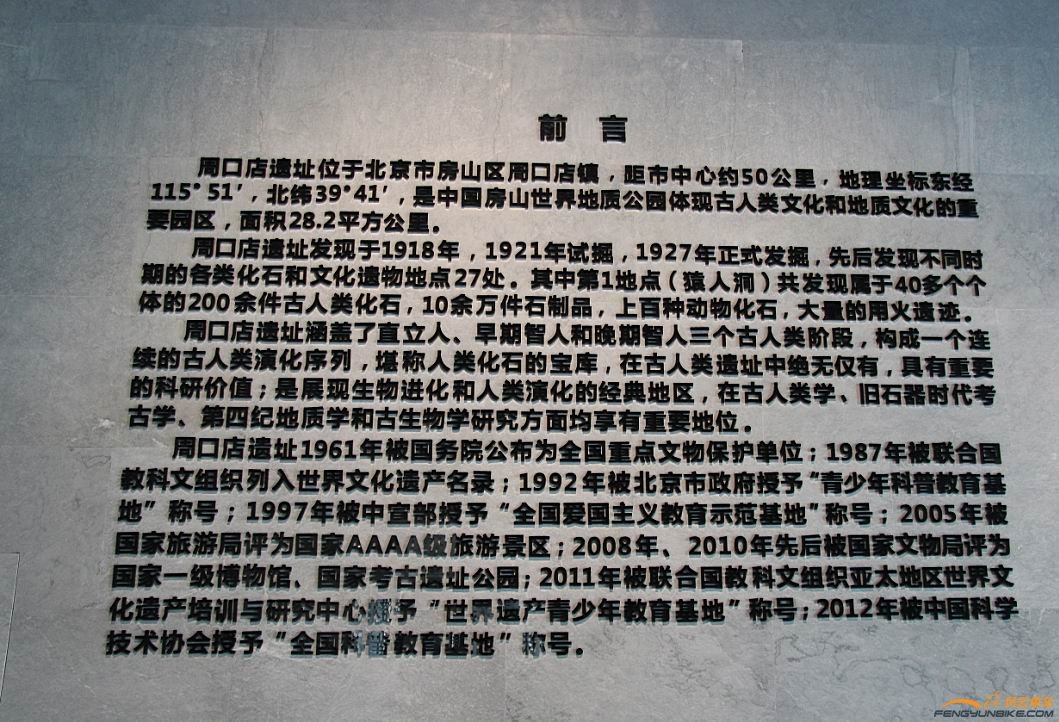 前 言
周口店遗址位于北京市房山区周口店镇，距市中心约50公里，地理坐标东经
115°51′，北纬39°41′，是中国房山世界地质公园体现古人类文化和地质文化的重
要园区，面积28.2平方公里。
周口店遗址发现于1918年，1921年试掘，1927年正式发掘，先后发现不同时
期的各类化石和文化遗物地点27处。其中第1地点（猿人洞）共发现属于40多个个
体的200余件古人类化石，10余万件石制品，上百种动物化石，大量的用火遗迹。
周口店遗址涵盖了直立人、早期智人和晚期智人三个古人类阶段，构成一个连
续的古人类演化序列，堪称人类化石的宝库，在古人类遗址中绝无仅有，具有重要
的科研价值；是展现生物进化和人类演化的经典地区，在古人类学、旧石器时代考
古学、第四纪地质学和古生物学研究方面均享有重要地位。
周口店遗址1961年被国务院公布为全国重点文物保护单位；1987年被联合国
教科文组织列入世界文化遗产名录；1992年被北京市政府授予“青少年科普教育基
地”称号；1997年被中宣部授予“全国爱国主义教育示范基地”称号；2005年被
国家旅游局评为国家AAAA级旅游景区；2008年、2010年先后被国家文物局评为
国家一级博物馆、国家考古遗址公园；2011年被联合国教科文组织亚太地区世界文
化遗产培训与研究中心授予“世界遗产青少年教育基地”称号；2012年被中国科学
技术协会授予“全国科普教育基地”称号。
FENGYUNBIKE.COM